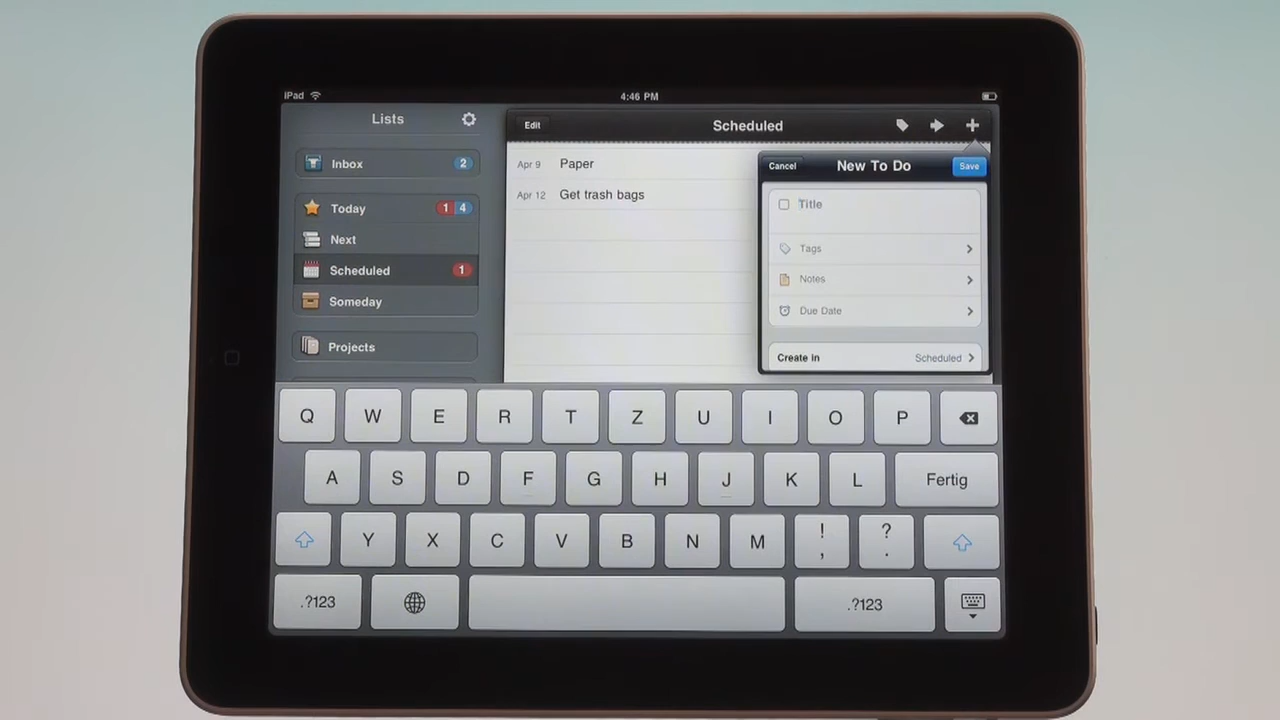 iPad
4:46 PM
Lists
Inbox 2
Today 1 4
Next
Scheduled 1
Someday
Projects
Edit
Scheduled
Apr 9 Paper
Apr 12 Get trash bags
Cancel
New To Do
Save
Title
Tags
Notes
Due Date
Create in Scheduled
Q W E R T Z U I O P
A S D F G H J K L Fertig
Y X C V B N M ! , ? .
.?123 .?123